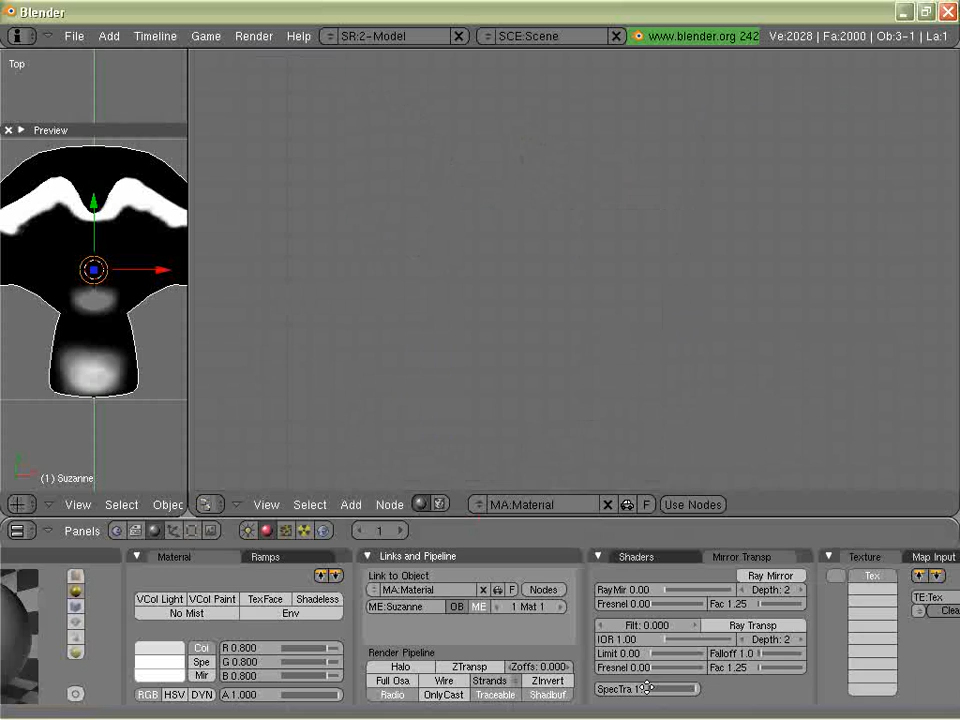 Blender
File Add Timeline Game Render Help SR:2-Model SCE:Scene www.blender.org 242 Ve:2028 | Fa:2000 | Ob:3-1 | La:1
Top
Preview
(1) Suzanne
View Select Objec View Select Add Node MA:Material F Use Nodes
Panels 1
Material Ramps Links and Pipeline Shaders Mirror Transp Texture Map Input
Link to Object Ray Mirror Tex
VCol Light VCol Paint TexFace Shadeless MA:Material F Nodes RayMir 0.00 Depth: 2
No Mist Env ME:Suzanne OB ME 1 Mat 1 Fresnel 0.00 Fac 1.25 TE:Tex
Clea
Filt: 0.000 Ray Transp
IOR 1.00 Depth: 2
Col R 0.800 Render Pipeline Limit 0.00 Falloff 1.0
Spe G 0.800 Halo ZTransp Zoffs: 0.000 Fresnel 0.00 Fac 1.25
Mir B 0.800 Full Osa Wire Strands ZInvert
RGB HSV DYN A 1.000 Radio OnlyCast Traceable Shadbuf SpecTra 1